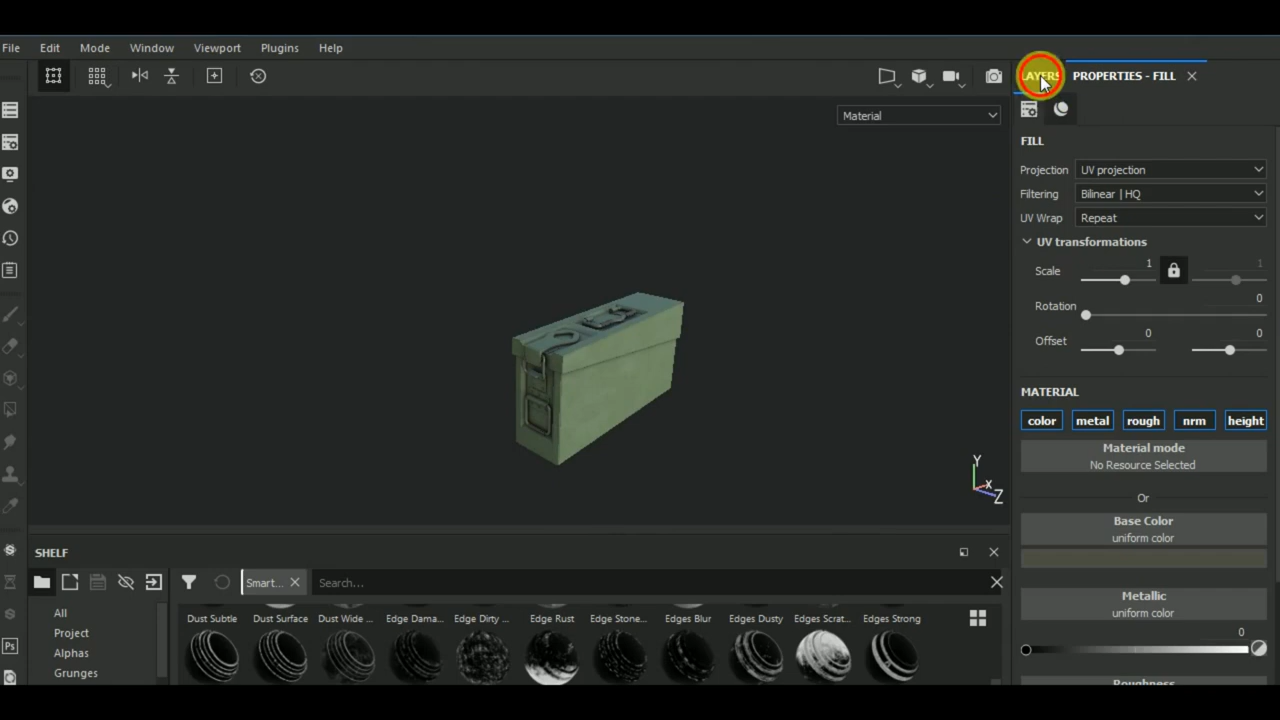 File Edit Mode Window Viewport Plugins Help
LAYERS PROPERTIES - FILL
Material
FILL
Projection UV projection
Filtering Bilinear | HQ
UV Wrap Repeat
UV transformations
Scale 1 1
Rotation 0
Offset 0 0
MATERIAL
color metal rough nrm height
Material mode
No Resource Selected
Or
Base Color
uniform color
Metallic
uniform color
0
Roughness
Y
X
Z
SHELF
Smart... Search...
All
Project
Alphas
Grunges
Dust Subtle Dust Surface Dust Wide ... Edge Dama... Edge Dirty ... Edge Rust Edge Stone... Edges Blur Edges Dusty Edges Scrat... Edges Strong
Ps